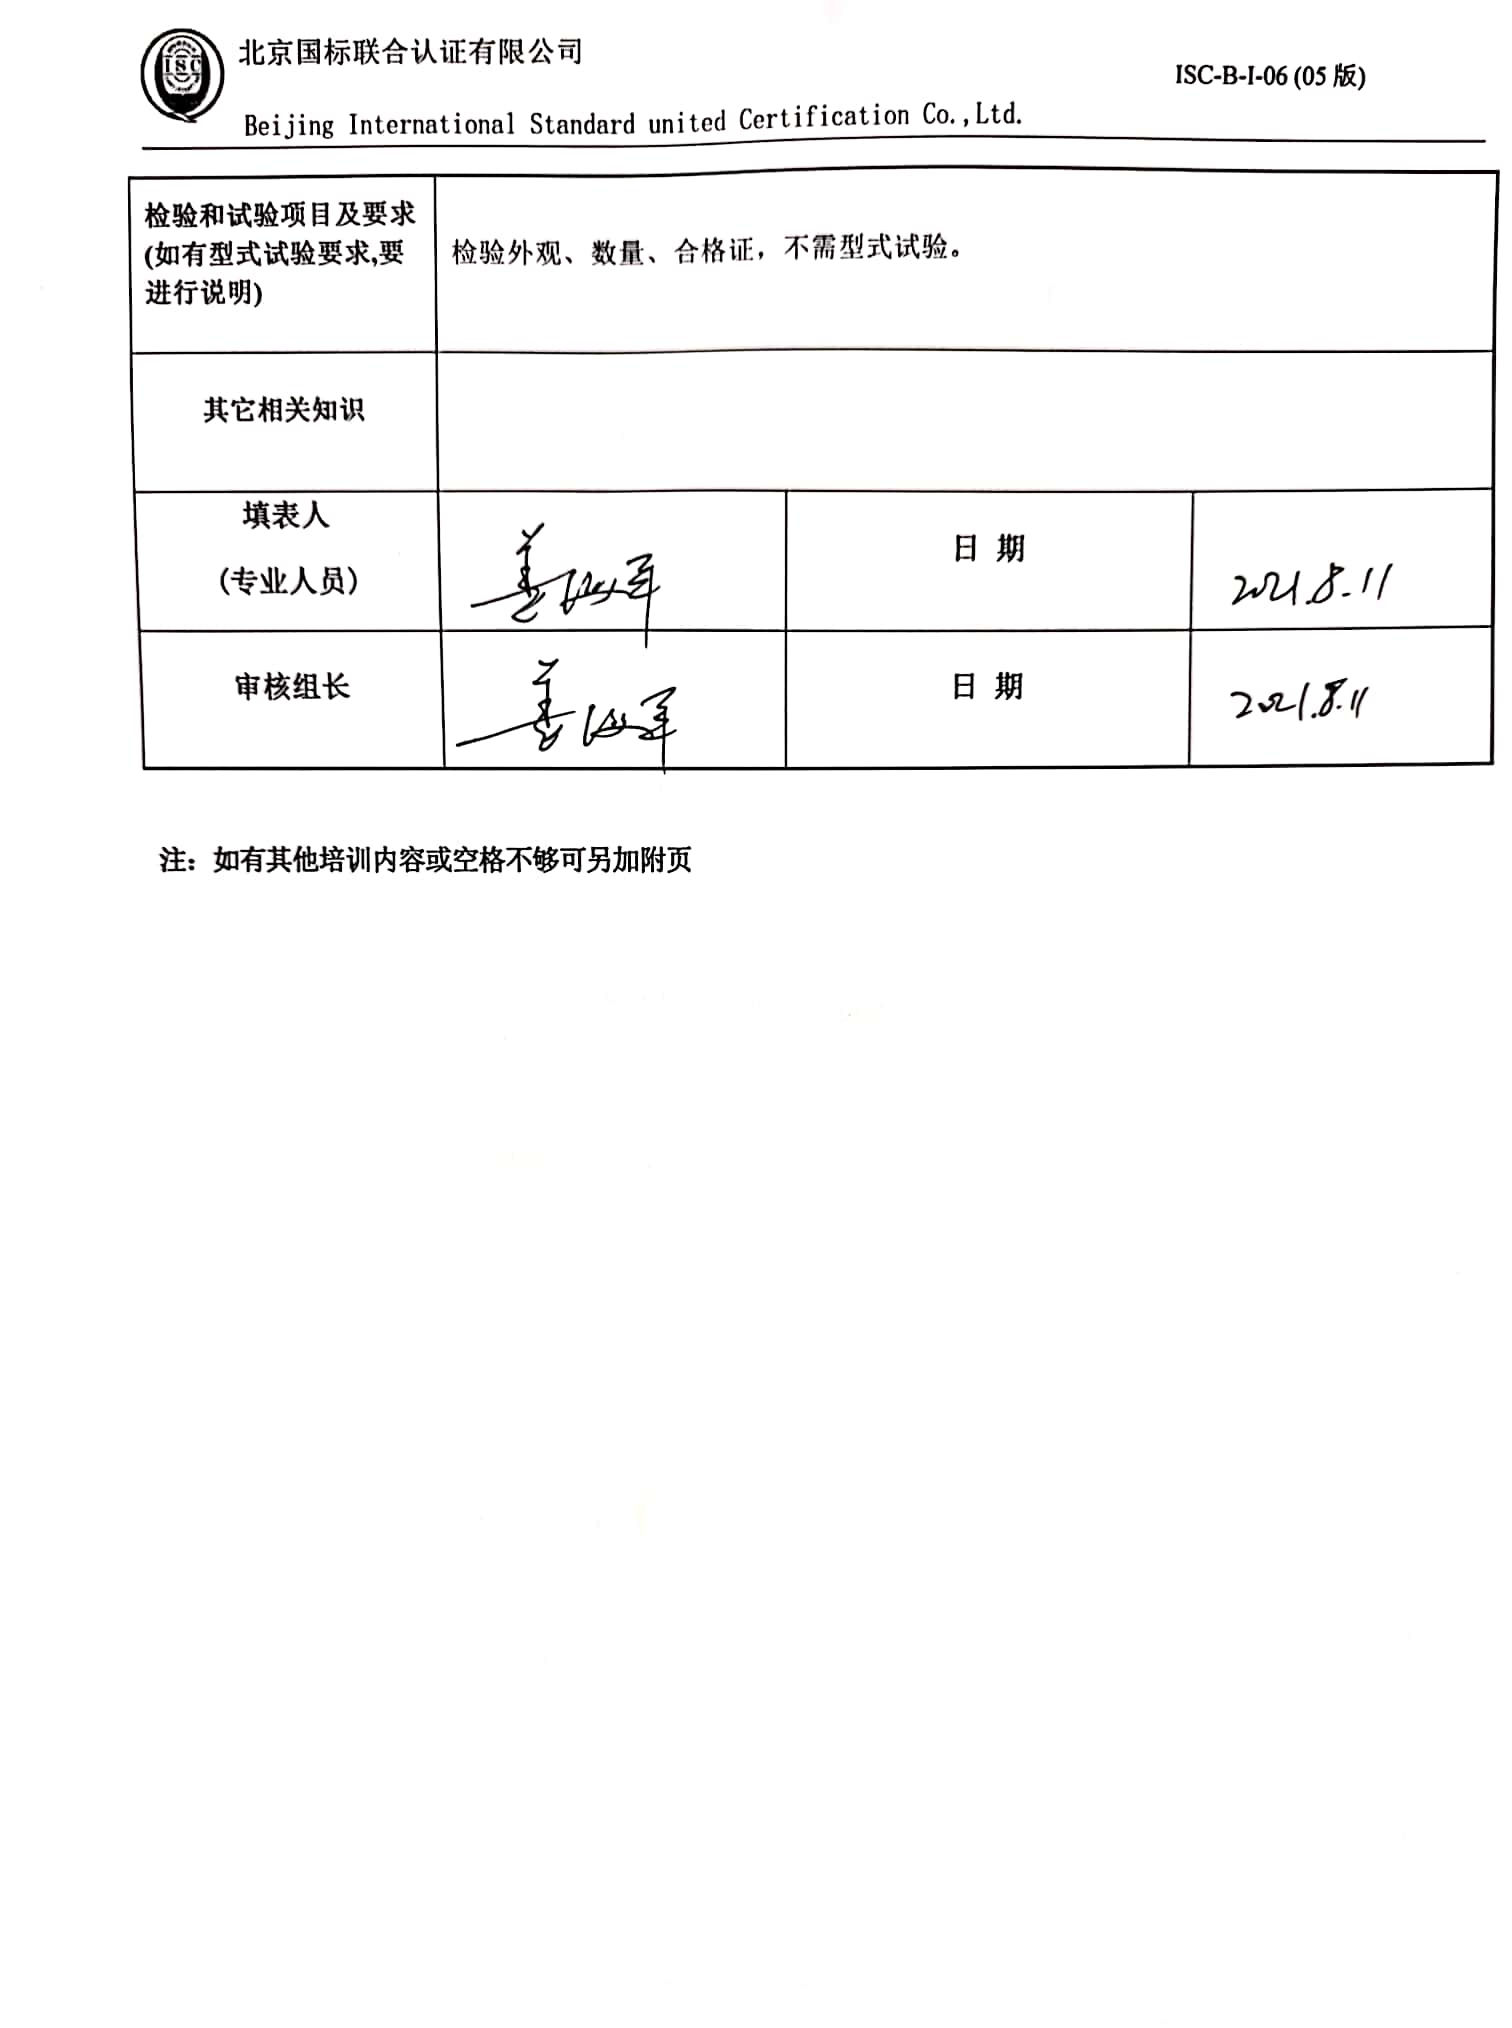 北京国标联合认证有限公司
ISC-B-I-06 (05 版)
Beijing International Standard united Certification Co.,Ltd.
ISC
检验和试验项目及要求
(如有型式试验要求,要
进行说明)
检验外观、数量、合格证，不需型式试验。
其它相关知识
填表人
(专业人员)
日 期
2021.8.11
审核组长
日 期
2021.8.11
注：如有其他培训内容或空格不够可另加附页